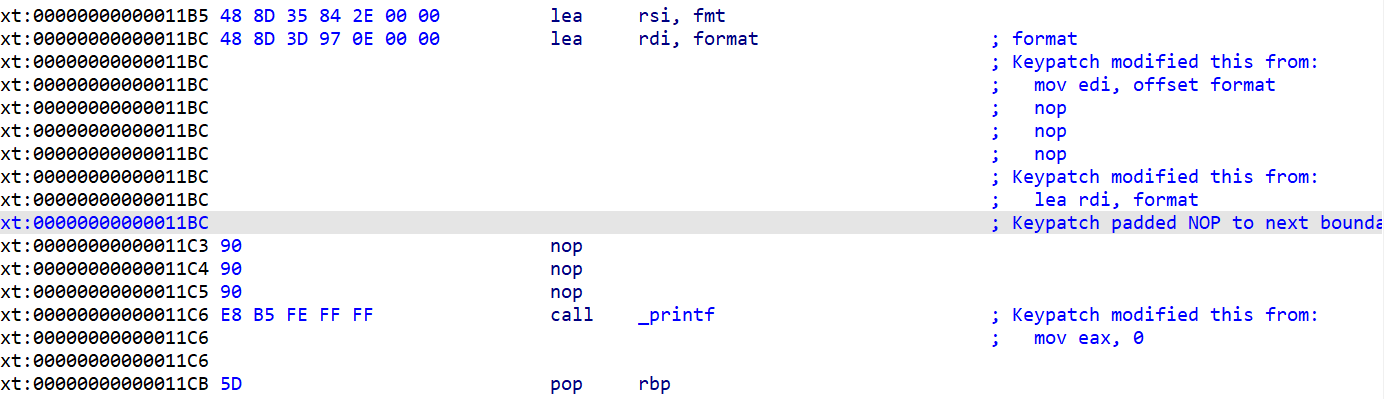 xt:00000000000011B5 48 8D 35 84 2E 00 00 lea rsi, fmt
xt:00000000000011BC 48 8D 3D 97 0E 00 00 lea rdi, format ; format
xt:00000000000011BC ; Keypatch modified this from:
xt:00000000000011BC ; mov edi, offset format
xt:00000000000011BC ; nop
xt:00000000000011BC ; nop
xt:00000000000011BC ; nop
xt:00000000000011BC ; Keypatch modified this from:
xt:00000000000011BC ; lea rdi, format
xt:00000000000011BC ; Keypatch padded NOP to next bounda
xt:00000000000011C3 90 nop
xt:00000000000011C4 90 nop
xt:00000000000011C5 90 nop
xt:00000000000011C6 E8 B5 FE FF FF call _printf ; Keypatch modified this from:
xt:00000000000011C6 ; mov eax, 0
xt:00000000000011C6
xt:00000000000011CB 5D pop rbp